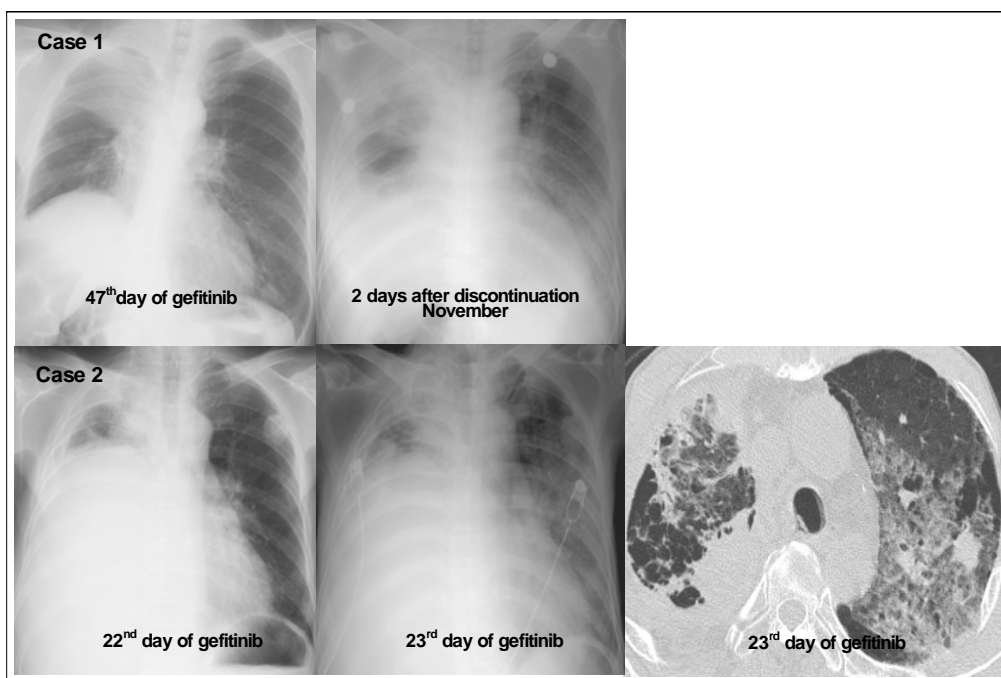 Case 1
47th day of gefitinib
2 days after discontinuation
November
Case 2
22nd day of gefitinib
23rd day of gefitinib
23rd day of gefitinib